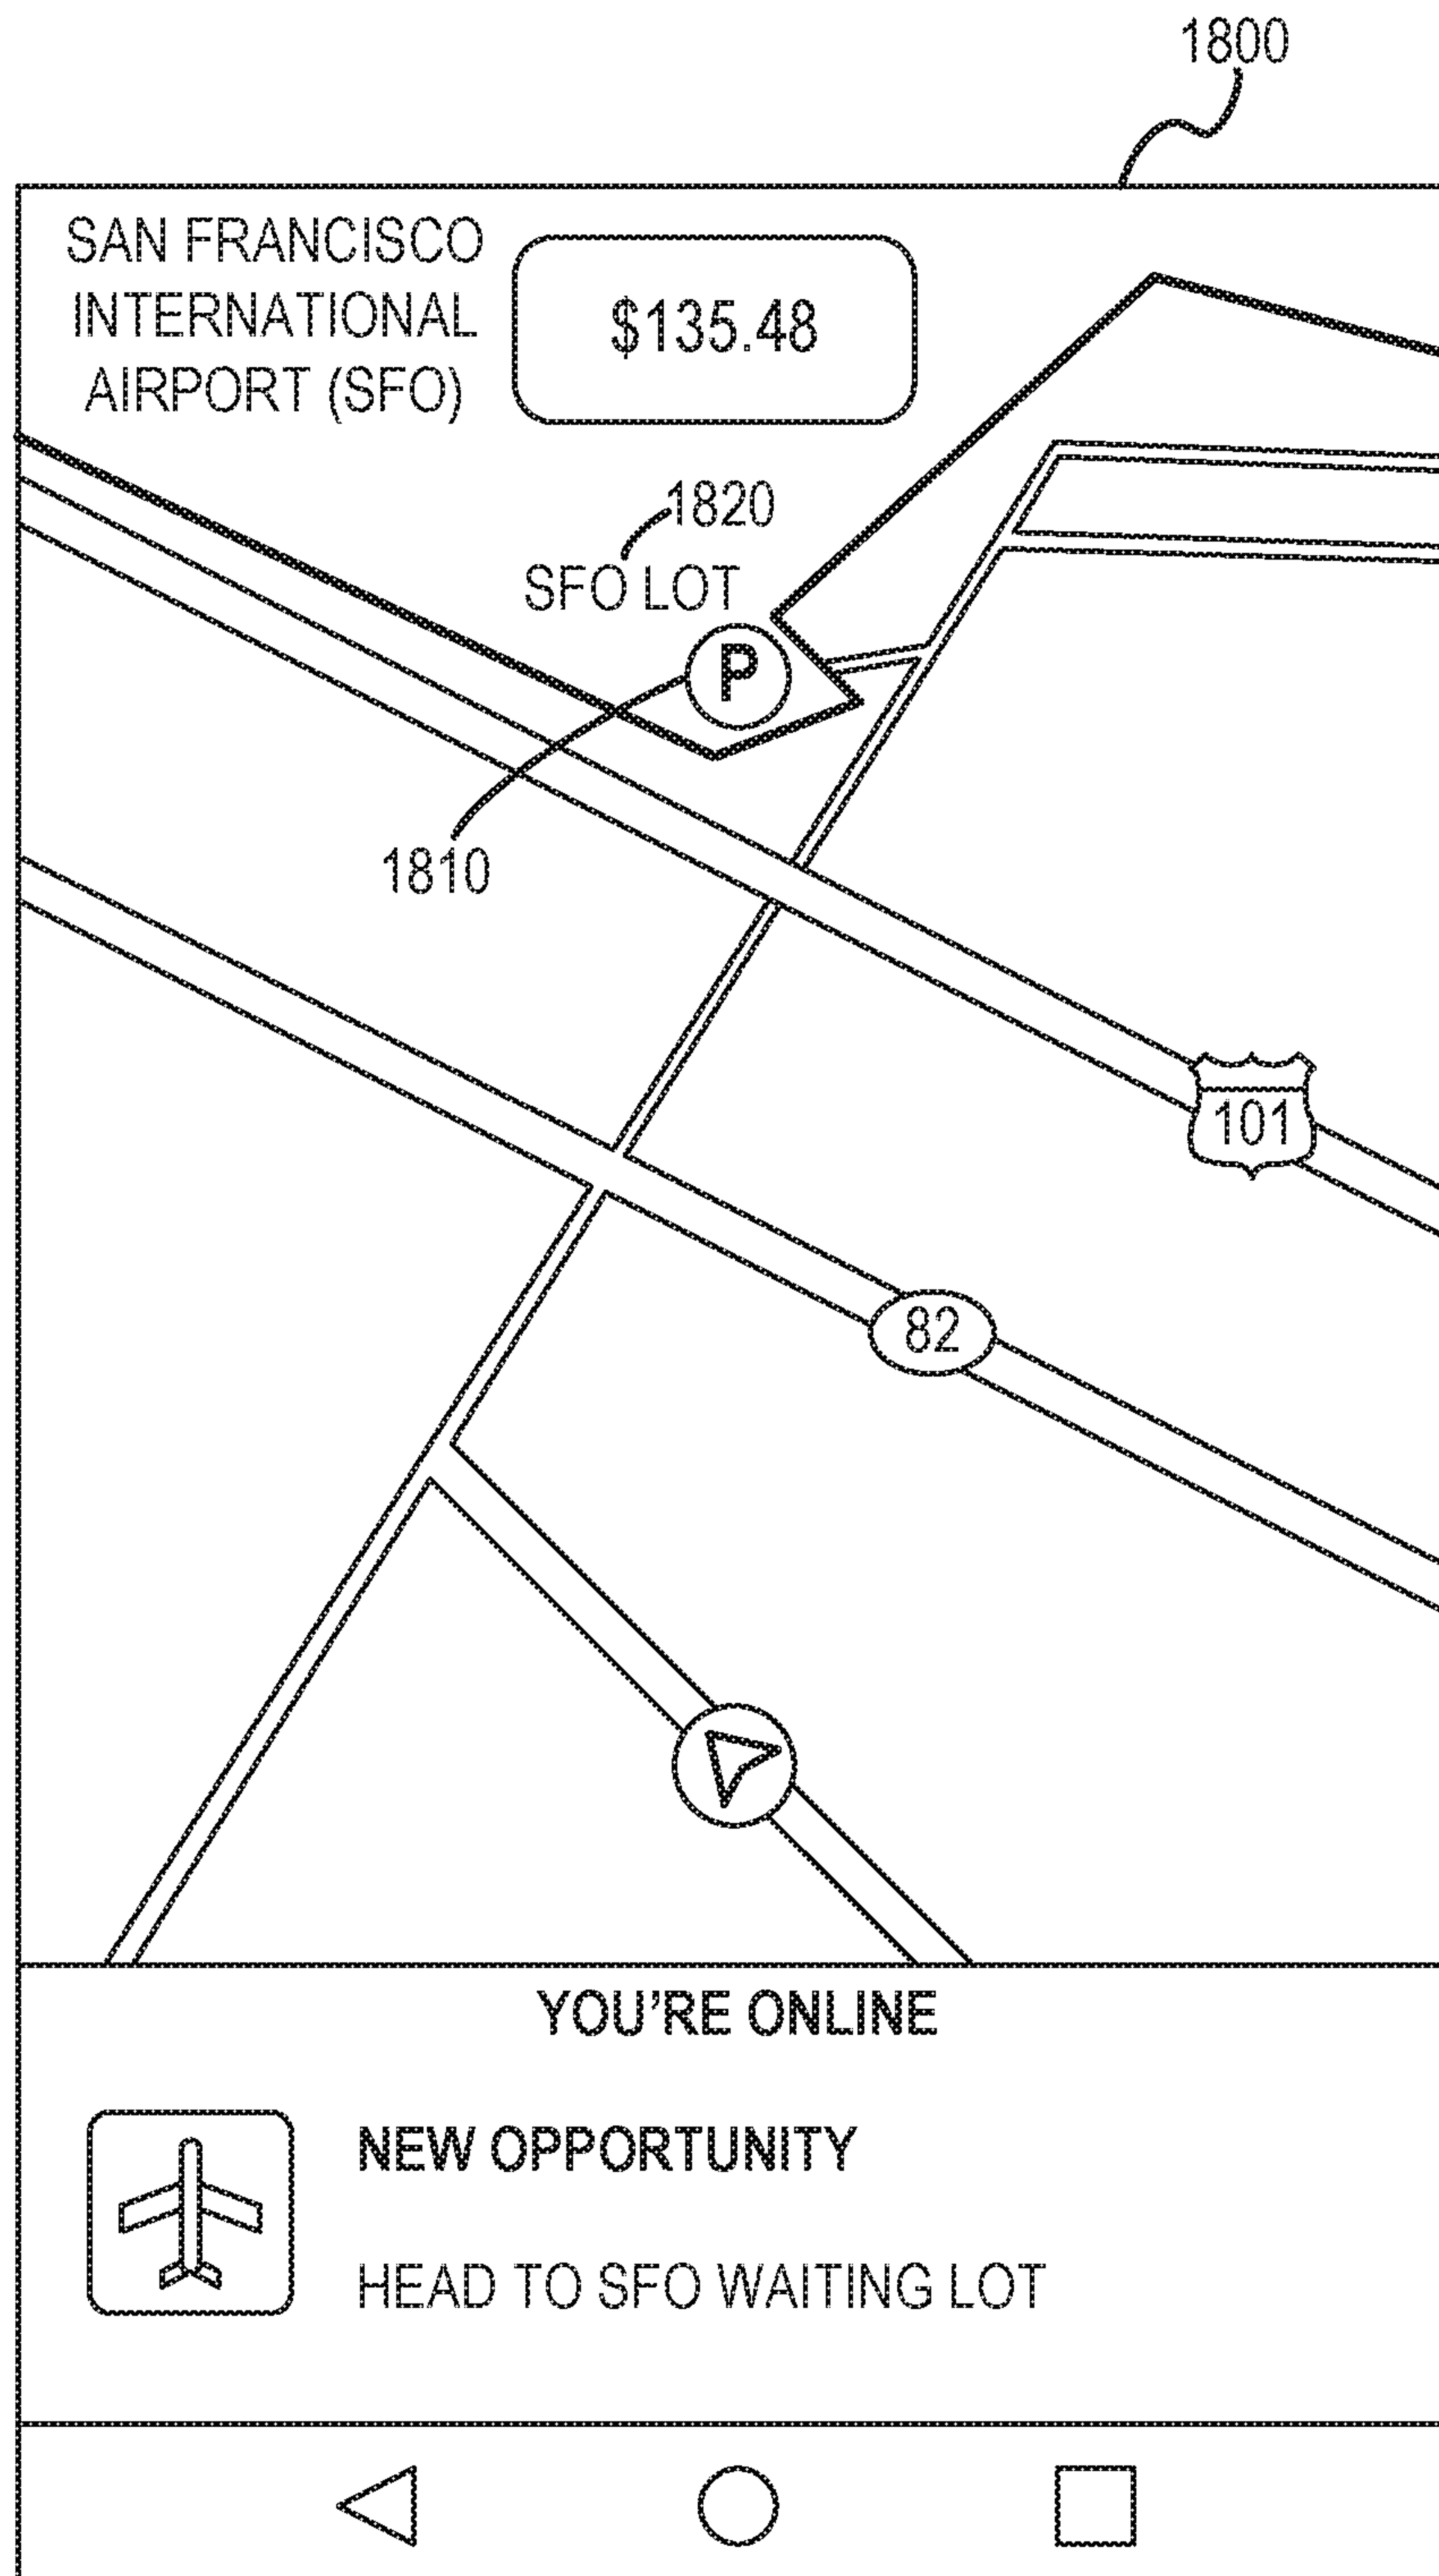 1800
SAN FRANCISCO
INTERNATIONAL
AIRPORT (SFO)
$135.48
1820
SFO LOT
P
1810
101
82
YOU'RE ONLINE
NEW OPPORTUNITY
HEAD TO SFO WAITING LOT